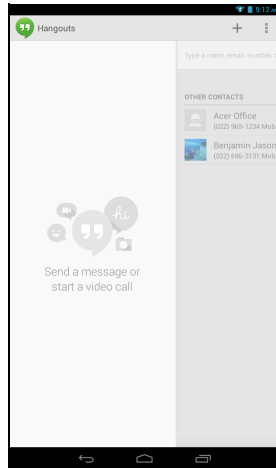 9:12 AM
Hangouts
Type a name, email, number,
OTHER CONTACTS
Acer Office
(022) 969-1234 Mob
Benjamin Jason
(022) 696-3131 Mob
hi
Send a message or
start a video call